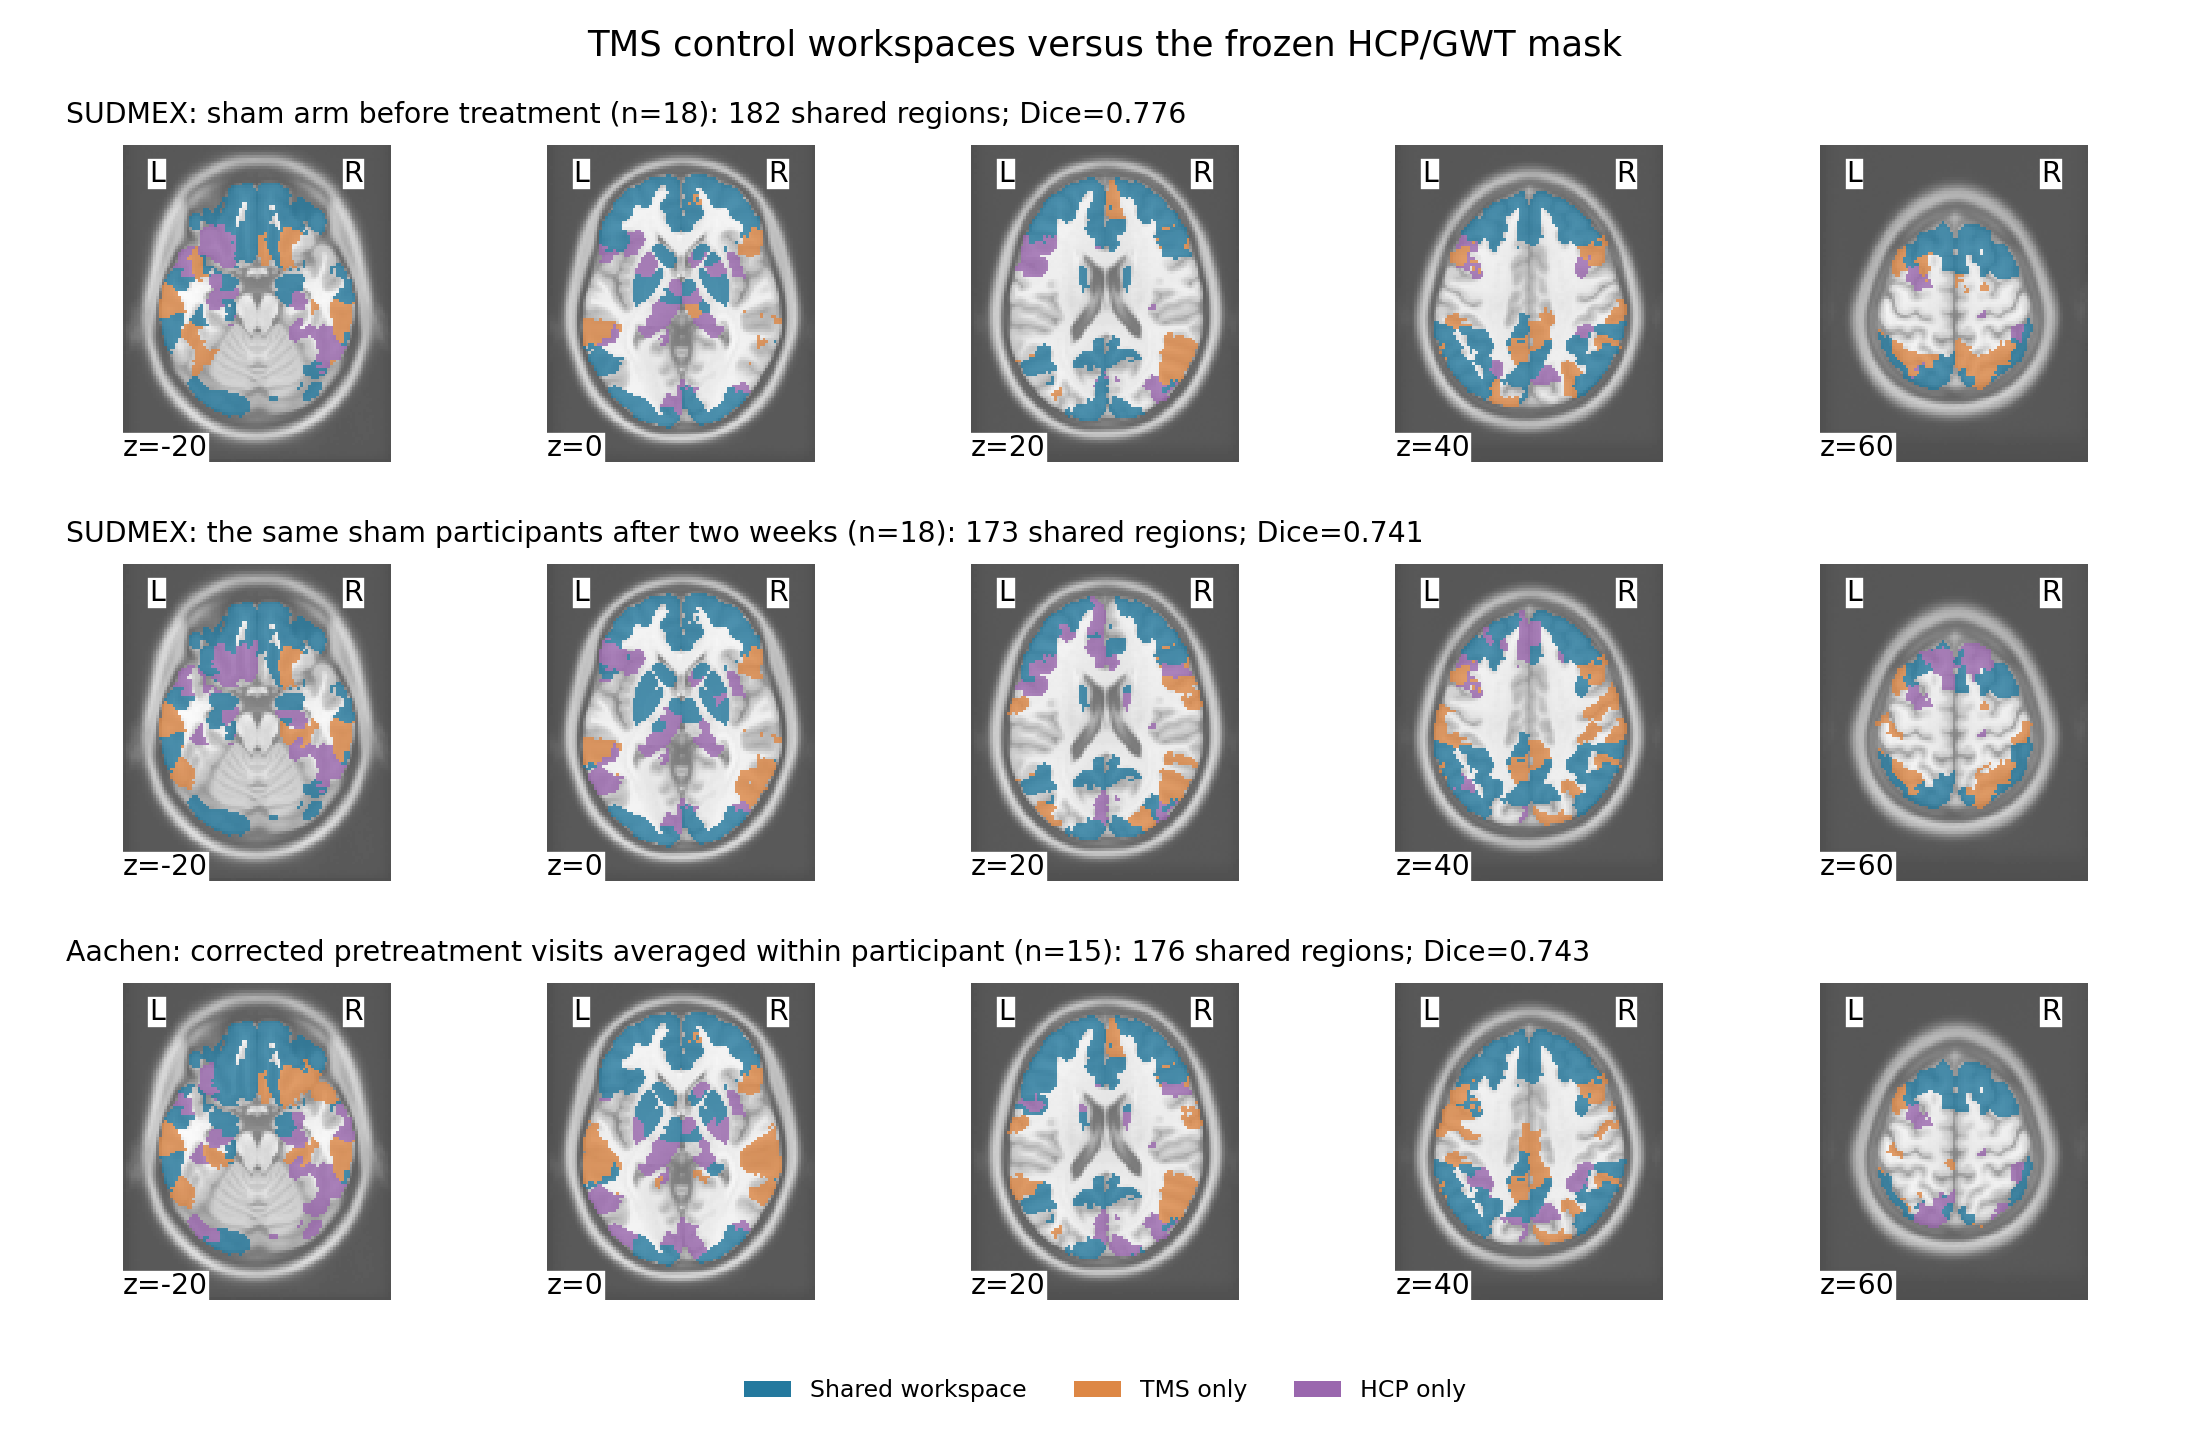 TMS control workspaces versus the frozen HCP/GWT mask
SUDMEX: sham arm before treatment (n=18): 182 shared regions; Dice=0.776
L R L R L R L R L R
z=-20 z=0 z=20 z=40 z=60
SUDMEX: the same sham participants after two weeks (n=18): 173 shared regions; Dice=0.741
L R L R L R L R L R
z=-20 z=0 z=20 z=40 z=60
Aachen: corrected pretreatment visits averaged within participant (n=15): 176 shared regions; Dice=0.743
L R L R L R L R L R
z=-20 z=0 z=20 z=40 z=60
Shared workspace TMS only HCP only